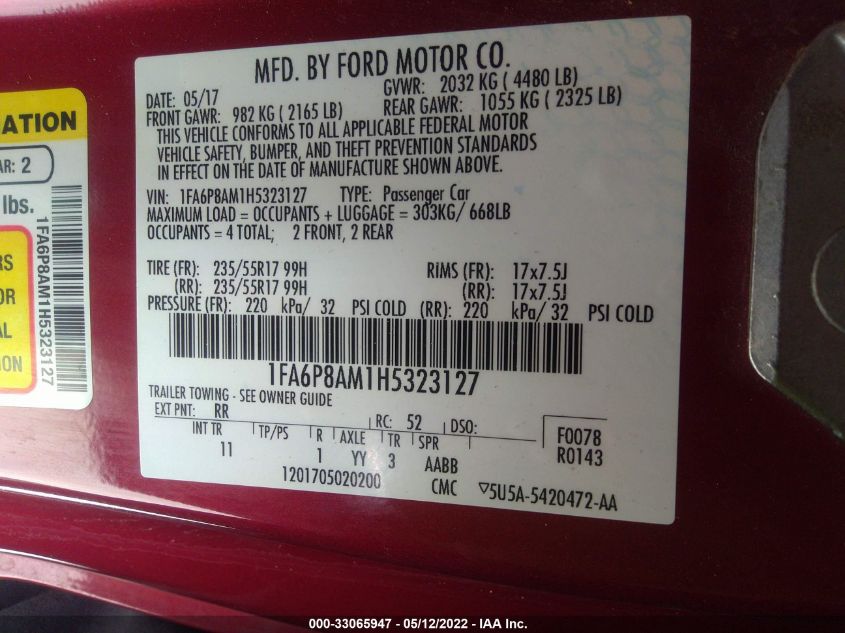 MFD. BY FORD MOTOR CO.
DATE: 05/17 GVWR: 2032 KG ( 4480 LB)
FRONT GAWR: 982 KG ( 2165 LB) REAR GAWR: 1055 KG ( 2325 LB)
THIS VEHICLE CONFORMS TO ALL APPLICABLE FEDERAL MOTOR
VEHICLE SAFETY, BUMPER, AND THEFT PREVENTION STANDARDS
IN EFFECT ON THE DATE OF MANUFACTURE SHOWN ABOVE.
VIN: 1FA6P8AM1H5323127 TYPE: Passenger Car
MAXIMUM LOAD = OCCUPANTS + LUGGAGE = 303KG/ 668LB
OCCUPANTS = 4 TOTAL; 2 FRONT, 2 REAR
TIRE (FR): 235/55R17 99H RIMS (FR): 17x7.5J
(RR): 235/55R17 99H (RR): 17x7.5J
PRESSURE (FR): 220 kPa/ 32 PSI COLD (RR): 220 kPa/ 32 PSI COLD
1FA6P8AM1H5323127
TRAILER TOWING - SEE OWNER GUIDE
EXT PNT: RR RC: 52 DSO:
INT TR TP/PS R AXLE TR SPR
11 1 YY 3 AABB
F0078
R0143
1201705020200 CMC ▽5U5A-5420472-AA
ATION
AR: 2
lbs.
RS
OR
AL
ION
1FA6P8AM1H5323127
000-33065947 - 05/12/2022 - IAA Inc.